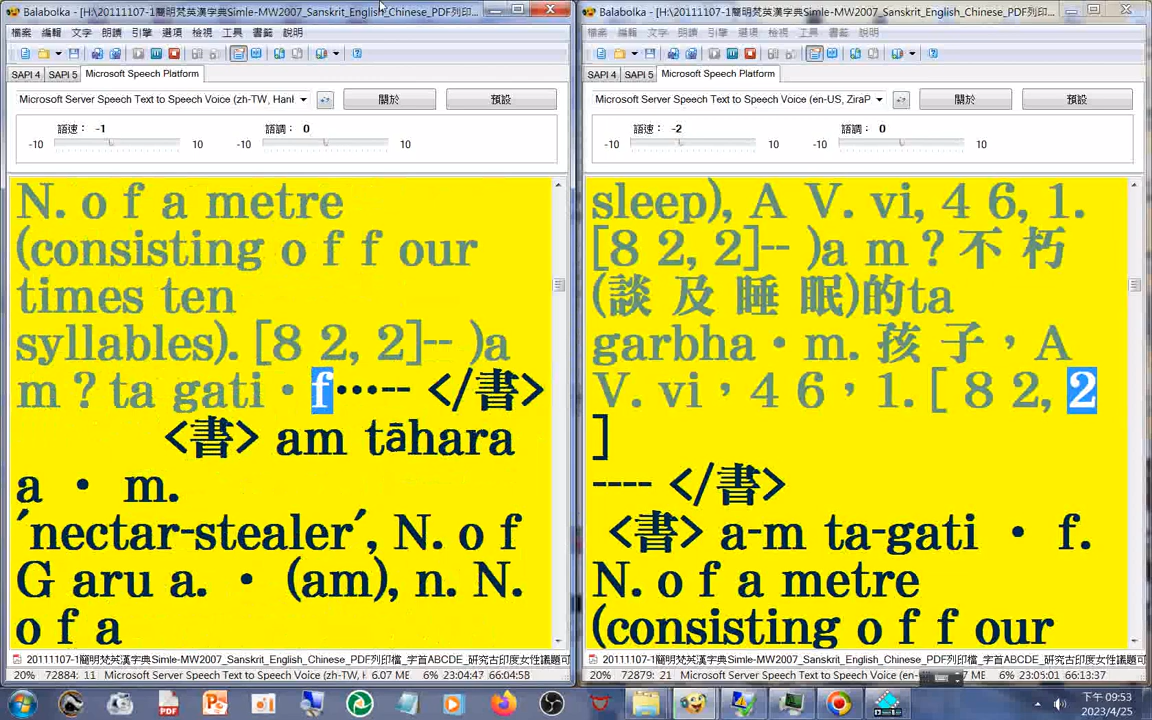 Balabolka - [H:\20111107-1簡明梵英漢字典Simle-MW2007_Sanskrit_English_Chinese_PDF列印...
檔案 編輯 文字 朗讀 引擎 選項 檢視 工具 書籤 說明
SAPI 4 SAPI 5 Microsoft Speech Platform
Microsoft Server Speech Text to Speech Voice (zh-TW, HanI 關於 預設
語速： -1 語調： 0
-10 10 -10 10
N. o f a metre
(consisting o f f our
times ten
syllables). [8 2, 2]-- )a
m ? ta gati • f…-- </書>
<書> am tāhara
a • m.
´nectar-stealer´, N. o f
G aru a. • (am), n. N.
o f a
20111107-1簡明梵英漢字典Simle-MW2007_Sanskrit_English_Chinese_PDF列印檔_字首ABCDE_研究古印度女性議題可
20% 72884: 11 Microsoft Server Speech Text to Speech Voice (zh-TW, H 6.07 ME 6% 23:04:47 66:04:58
Balabolka - [H:\20111107-1簡明梵英漢字典Simle-MW2007_Sanskrit_English_Chinese_PDF列印...
檔案 編輯 文字 朗讀 引擎 選項 檢視 工具 書籤 說明
SAPI 4 SAPI 5 Microsoft Speech Platform
Microsoft Server Speech Text to Speech Voice (en-US, ZiraP 關於 預設
語速： -2 語調： 0
-10 10 -10 10
sleep), A V. vi, 4 6, 1.
[8 2, 2]-- )a m ? 不 朽
(談 及 睡 眠)的ta
garbha • m. 孩 子，A
V. vi，4 6，1. [ 8 2, 2
]
---- </書>
<書> a-m ta-gati • f.
N. o f a metre
(consisting o f f our
20111107-1簡明梵英漢字典Simle-MW2007_Sanskrit_English_Chinese_PDF列印檔_字首ABCDE_研究古印度女性議題可
20% 72879: 21 Microsoft Server Speech Text to Speech Voice ME 6% 23:05:01 66:13:37
下午 09:53
2023/4/25